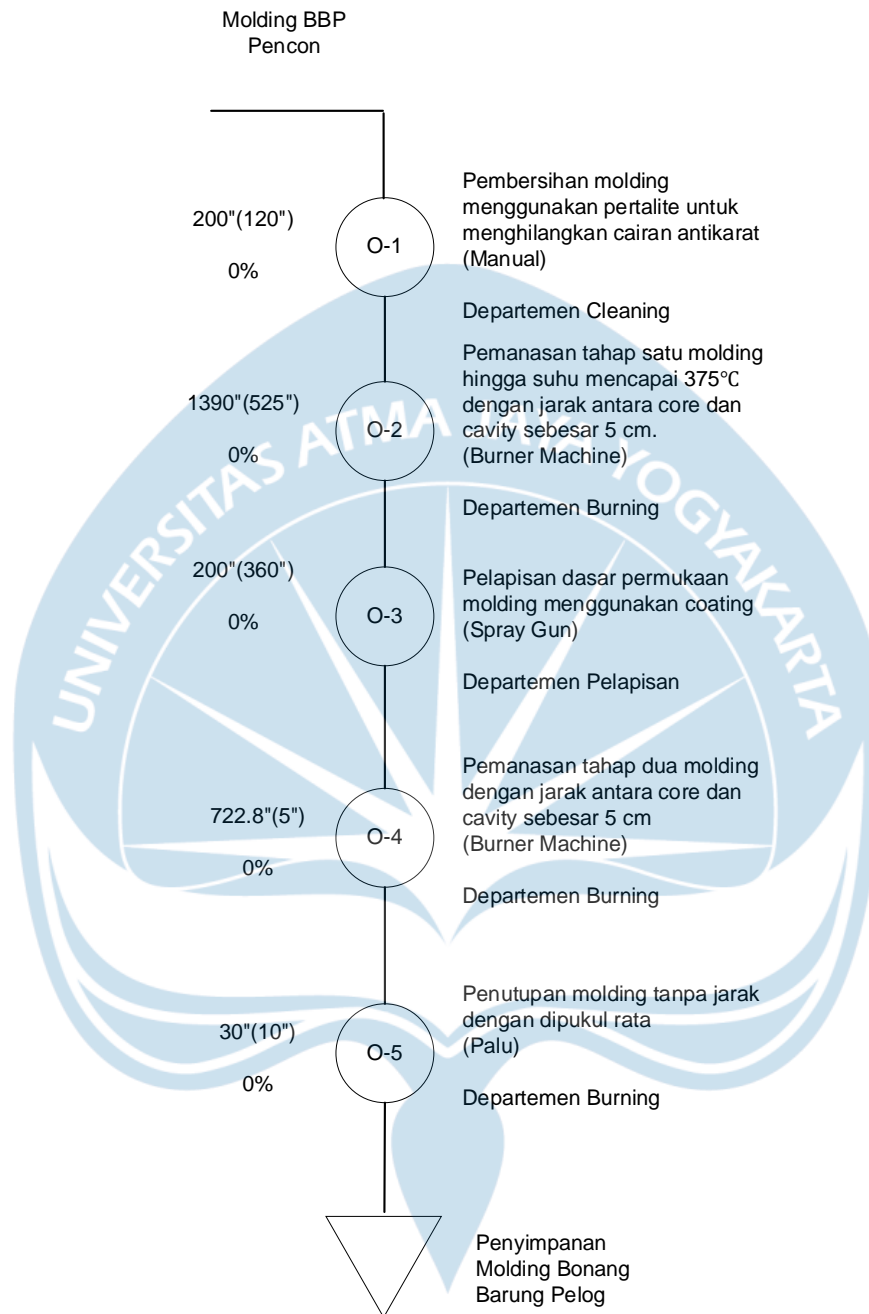 Molding BBP
Pencon
200"(120")
0%
O-1
Pembersihan molding
menggunakan pertalite untuk
menghilangkan cairan antikarat
(Manual)
Departemen Cleaning
1390"(525")
0%
O-2
Pemanasan tahap satu molding
hingga suhu mencapai 375℃
dengan jarak antara core dan
cavity sebesar 5 cm.
(Burner Machine)
Departemen Burning
200"(360")
0%
O-3
Pelapisan dasar permukaan
molding menggunakan coating
(Spray Gun)
Departemen Pelapisan
722.8"(5")
0%
O-4
Pemanasan tahap dua molding
dengan jarak antara core dan
cavity sebesar 5 cm
(Burner Machine)
Departemen Burning
30"(10")
0%
O-5
Penutupan molding tanpa jarak
dengan dipukul rata
(Palu)
Departemen Burning
Penyimpanan
Molding Bonang
Barung Pelog
UNIVERSITAS ATMA JAYA YOGYAKARTA